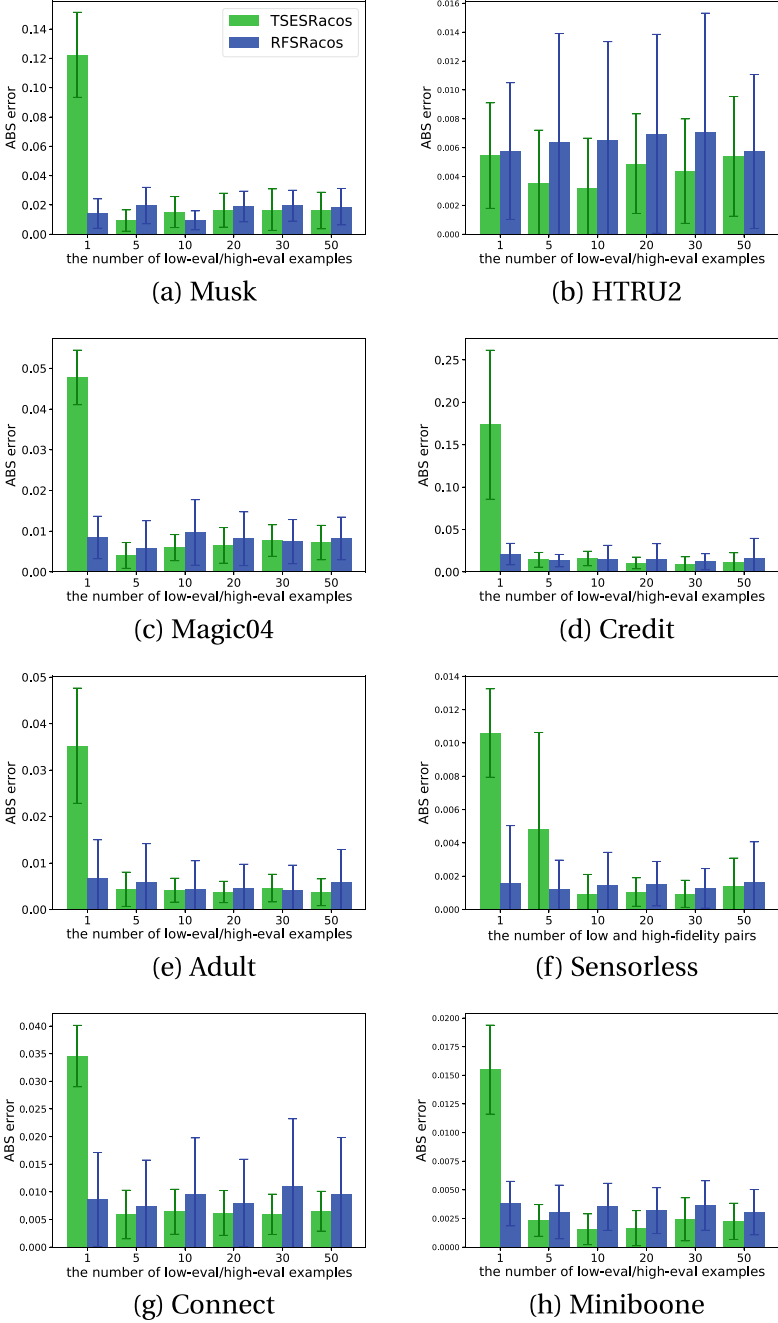 0.14
0.12
0.10
0.08
0.06
0.04
0.02
0.00
ABS error
TSESRacos
RFSRacos
1 5 10 20 30 50
the number of low-eval/high-eval examples
(a) Musk
0.016
0.014
0.012
0.010
0.008
0.006
0.004
0.002
0.000
ABS error
1 5 10 20 30 50
the number of low-eval/high-eval examples
(b) HTRU2
0.05
0.04
0.03
0.02
0.01
0.00
ABS error
1 5 10 20 30 50
the number of low-eval/high-eval examples
(c) Magic04
0.25
0.20
0.15
0.10
0.05
0.00
ABS error
1 5 10 20 30 50
the number of low-eval/high-eval examples
(d) Credit
0.05
0.04
0.03
0.02
0.01
0.00
ABS error
1 5 10 20 30 50
the number of low-eval/high-eval examples
(e) Adult
0.014
0.012
0.010
0.008
0.006
0.004
0.002
0.000
ABS error
1 5 10 20 30 50
the number of low and high-fidelity pairs
(f) Sensorless
0.040
0.035
0.030
0.025
0.020
0.015
0.010
0.005
0.000
ABS error
1 5 10 20 30 50
the number of low-eval/high-eval examples
(g) Connect
0.0200
0.0175
0.0150
0.0125
0.0100
0.0075
0.0050
0.0025
0.0000
ABS error
1 5 10 20 30 50
the number of low-eval/high-eval examples
(h) Miniboone